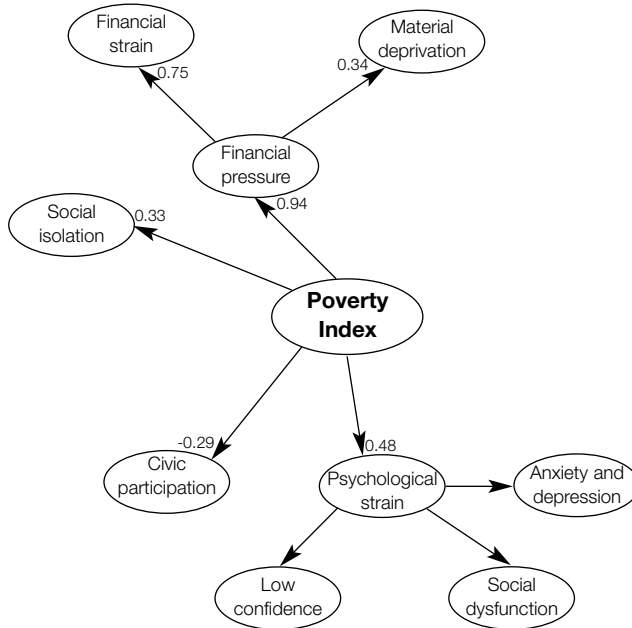 Financial
strain
Material
deprivation
0.75
0.34
Financial
pressure
0.94
Social
isolation
0.33
Poverty
Index
-0.29
0.48
Civic
participation
Psychological
strain
Anxiety and
depression
Low
confidence
Social
dysfunction